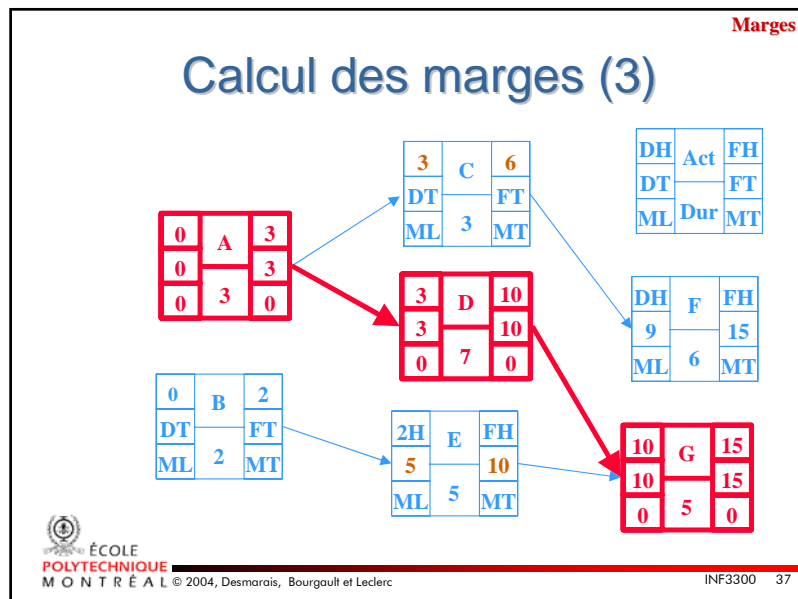 Marges
Calcul des marges (3)
3 C 6
DT FT
ML 3 MT
DH Act FH
DT FT
ML Dur MT
0 A 3
0 3
0 3 0
3 D 10
3 10
0 7 0
DH F FH
9 15
ML 6 MT
0 B 2
DT FT
ML 2 MT
2H E FH
5 10
ML 5 MT
10 G 15
10 15
0 5 0
ÉCOLE
POLYTECHNIQUE
MONTRÉAL © 2004, Desmarais, Bourgault et Leclerc
INF3300 37